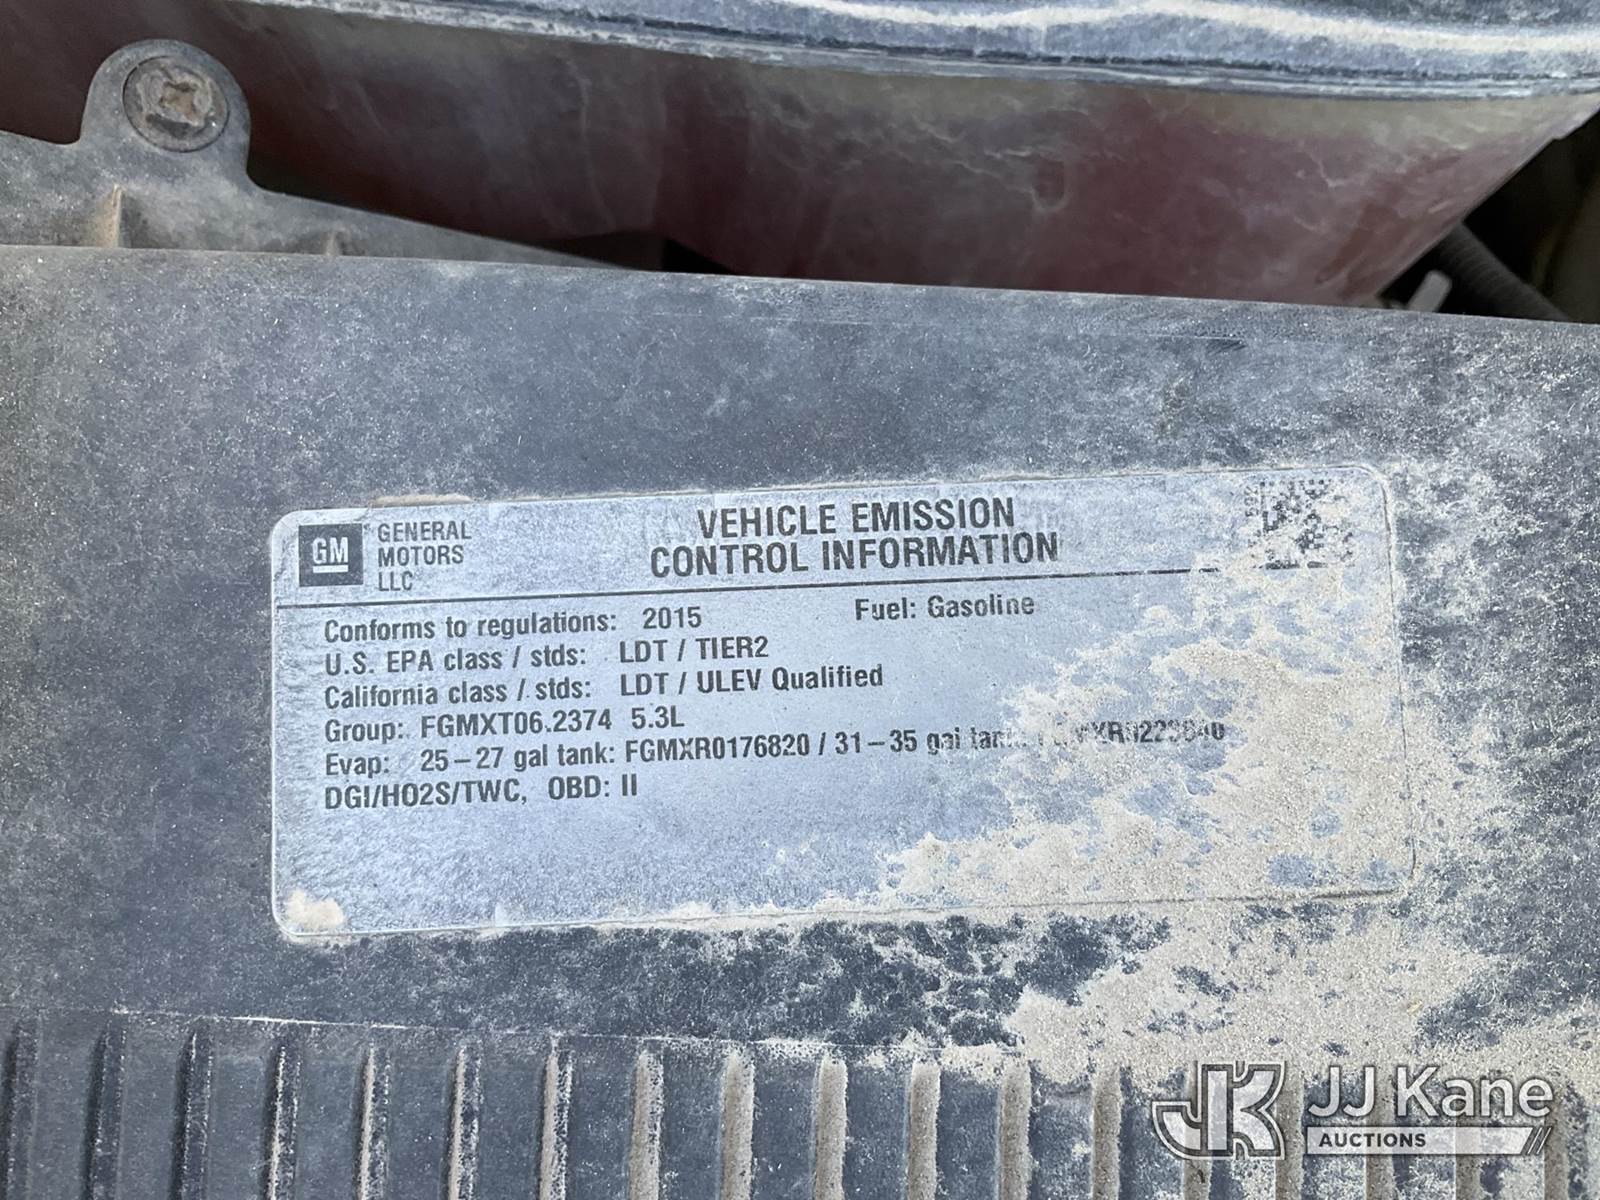 GM
GENERAL
MOTORS
LLC
VEHICLE EMISSION
CONTROL INFORMATION
Conforms to regulations: 2015 Fuel: Gasoline
U.S. EPA class / stds: LDT / TIER2
California class / stds: LDT / ULEV Qualified
Group: FGMXT06.2374 5.3L
Evap: 25–27 gal tank: FGMXR0176820 / 31–35 gal tank:
DGI/HO2S/TWC, OBD: II
JK JJ Kane
AUCTIONS